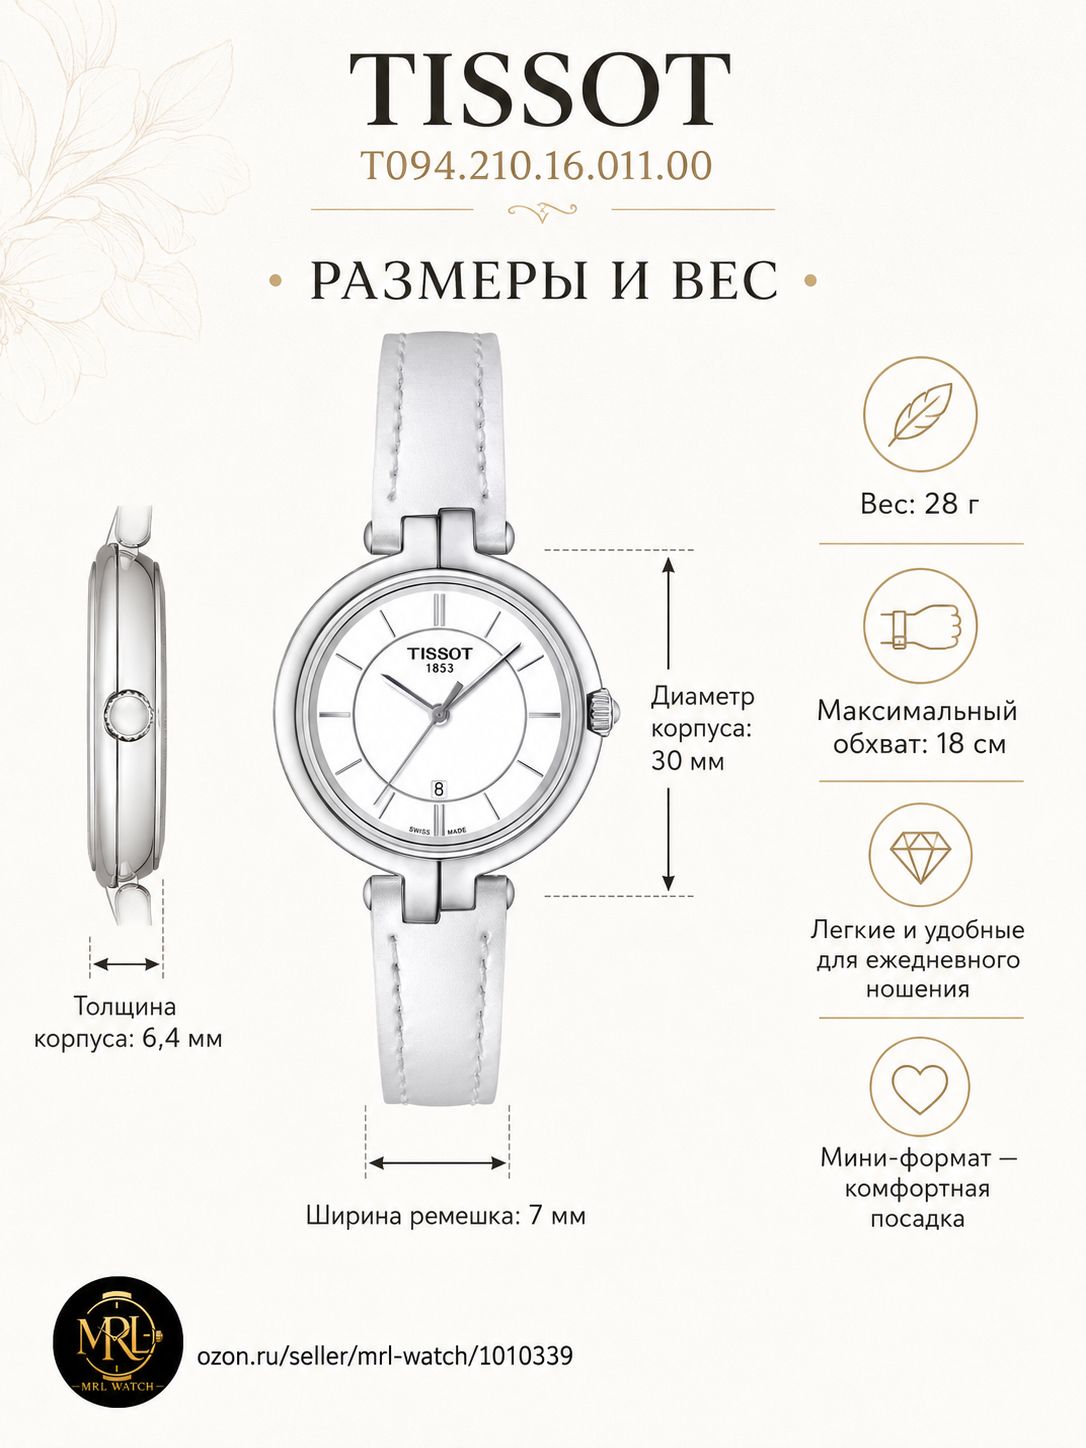 TISSOT
T094.210.16.011.00
• РАЗМЕРЫ И ВЕС •
TISSOT
1853
8
SWISS MADE
Толщина
корпуса: 6,4 мм
Диаметр
корпуса:
30 мм
Ширина ремешка: 7 мм
Вес: 28 г
Максимальный
обхват: 18 см
Легкие и удобные
для ежедневного
ношения
Мини-формат —
комфортная
посадка
MRL
MRL WATCH
ozon.ru/seller/mrl-watch/1010339